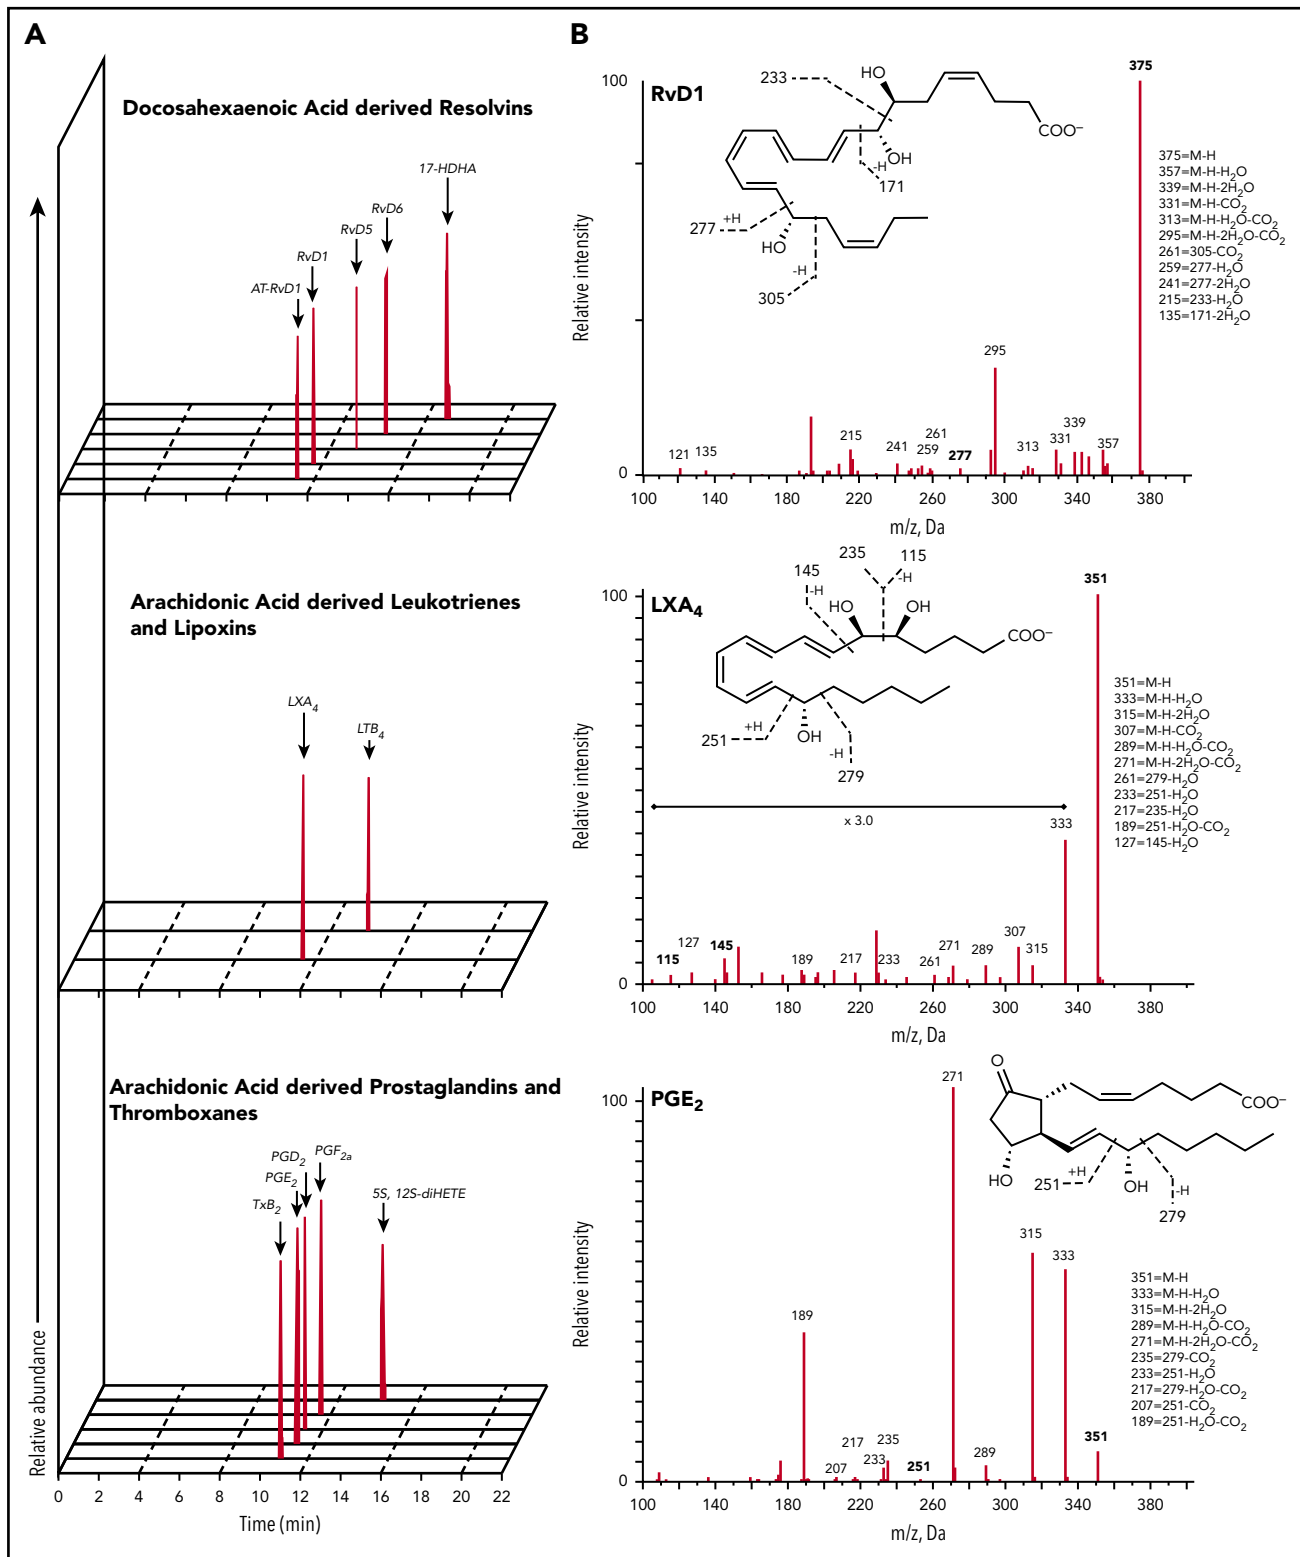 A
Docosahexaenoic Acid derived Resolvins
17-HDHA
RvD6
RvD5
RvD1
AT-RvD1
Arachidonic Acid derived Leukotrienes
and Lipoxins
LXA4
LTB4
Arachidonic Acid derived Prostaglandins and
Thromboxanes
PGF2a
PGD2
PGE2
TxB2
5S, 12S-diHETE
Relative abundance
0 2 4 6 8 10 12 14 16 18 20 22
Time (min)
B
RvD1
100
0
Relative intensity
233
HO
COO−
OH
-H
171
277
+H
HO
-H
305
375
375=M-H
357=M-H-H2O
339=M-H-2H2O
331=M-H-CO2
313=M-H-H2O-CO2
295=M-H-2H2O-CO2
261=305-CO2
259=277-H2O
241=277-2H2O
215=233-H2O
135=171-2H2O
121 135 215 241 259 261 277 295 313 331 339 357
100 140 180 220 260 300 340 380
m/z, Da
LXA4
100
0
Relative intensity
145
-H
235
115
-H
HO
OH
COO−
251
+H
OH
-H
279
351
351=M-H
333=M-H-H2O
315=M-H-2H2O
307=M-H-CO2
289=M-H-H2O-CO2
271=M-H-2H2O-CO2
261=279-H2O
233=251-H2O
217=235-H2O
189=251-H2O-CO2
127=145-H2O
x 3.0
115 127 145 189 217 233 261 271 289 307 315 333
100 140 180 220 260 300 340 380
m/z, Da
PGE2
100
0
Relative intensity
O
COO−
HO
251
+H
OH
-H
279
351=M-H
333=M-H-H2O
315=M-H-2H2O
289=M-H-H2O-CO2
271=M-H-2H2O-CO2
235=279-CO2
233=251-H2O
217=279-H2O-CO2
207=251-CO2
189=251-H2O-CO2
189 207 217 233 235 251 271 289 315 333 351
100 140 180 220 260 300 340 380
m/z, Da